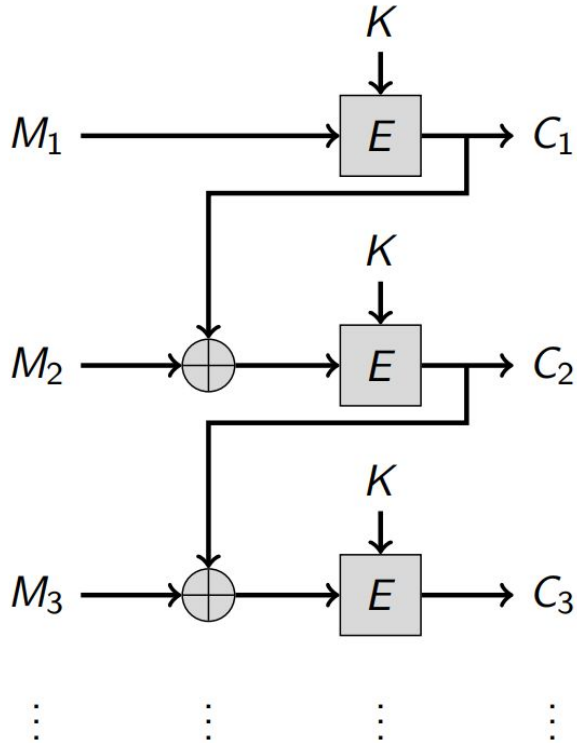 K
M₁ E C₁
K
M₂ E C₂
K
M₃ E C₃
⋮ ⋮ ⋮ ⋮